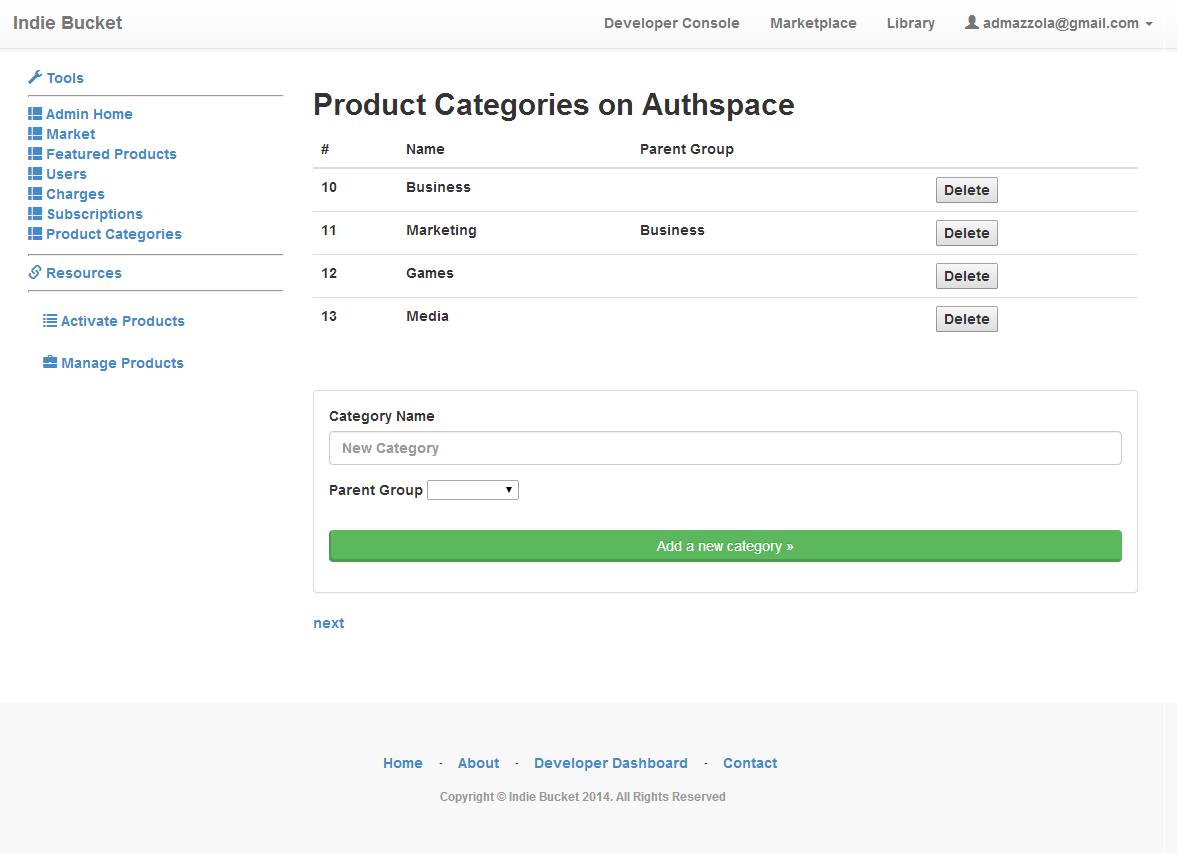 Indie Bucket
Developer Console Marketplace Library admazzola@gmail.com
Tools
Admin Home
Market
Featured Products
Users
Charges
Subscriptions
Product Categories
Resources
Activate Products
Manage Products
Product Categories on Authspace
# Name Parent Group
10 Business Delete
11 Marketing Business Delete
12 Games Delete
13 Media Delete
Category Name
New Category
Parent Group
Add a new category »
next
Home - About - Developer Dashboard - Contact
Copyright © Indie Bucket 2014. All Rights Reserved